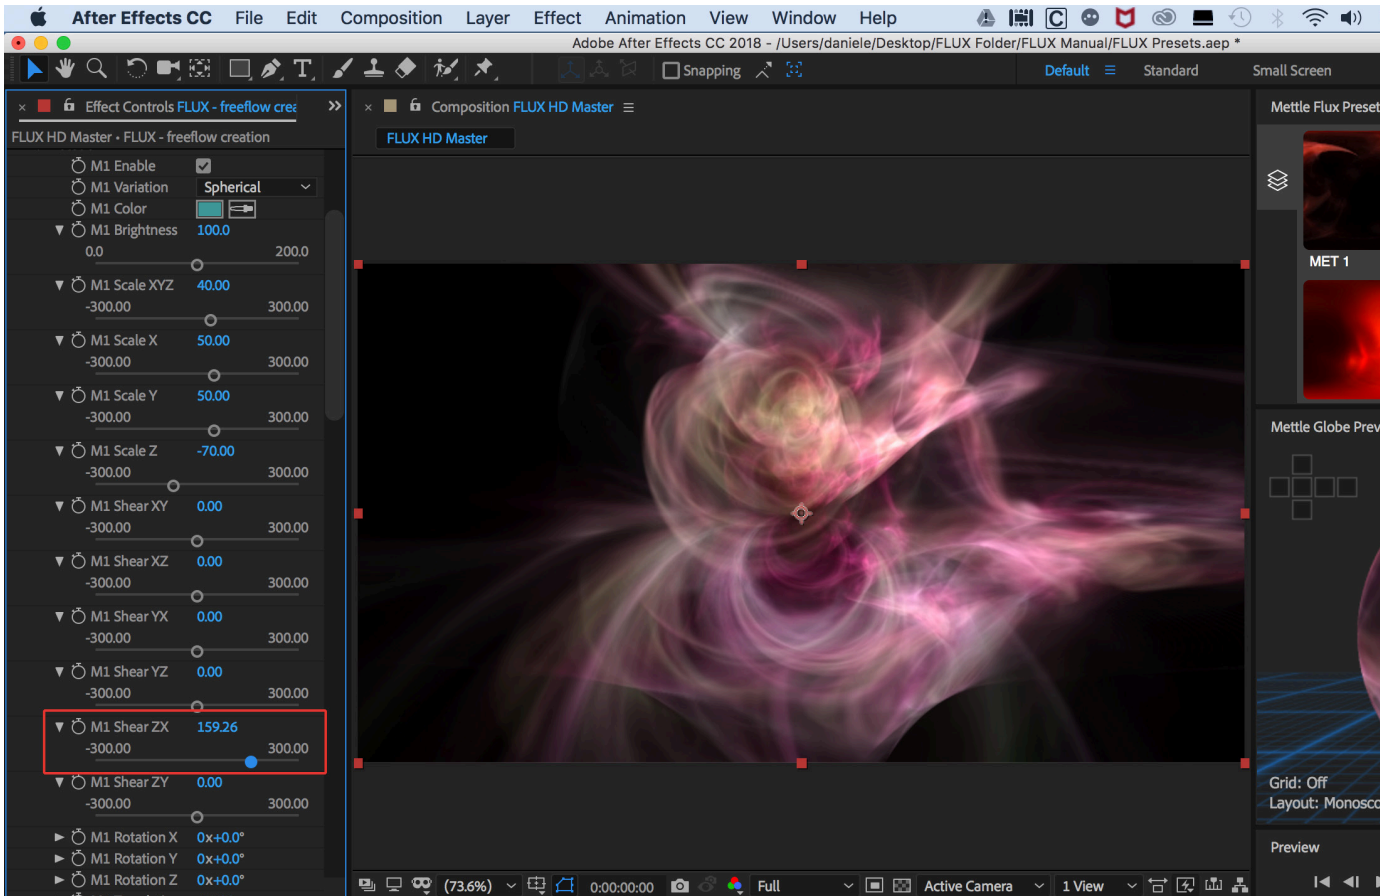 After Effects CC File Edit Composition Layer Effect Animation View Window Help
Adobe After Effects CC 2018 - /Users/daniele/Desktop/FLUX Folder/FLUX Manual/FLUX Presets.aep *
Snapping Default Standard Small Screen
Effect Controls FLUX - freeflow crea
FLUX HD Master • FLUX - freeflow creation
M1 Enable
M1 Variation Spherical
M1 Color
M1 Brightness 100.0
0.0 200.0
M1 Scale XYZ 40.00
-300.00 300.00
M1 Scale X 50.00
-300.00 300.00
M1 Scale Y 50.00
-300.00 300.00
M1 Scale Z -70.00
-300.00 300.00
M1 Shear XY 0.00
-300.00 300.00
M1 Shear XZ 0.00
-300.00 300.00
M1 Shear YX 0.00
-300.00 300.00
M1 Shear YZ 0.00
-300.00 300.00
M1 Shear ZX 159.26
-300.00 300.00
M1 Shear ZY 0.00
-300.00 300.00
M1 Rotation X 0x+0.0°
M1 Rotation Y 0x+0.0°
M1 Rotation Z 0x+0.0°
Composition FLUX HD Master
FLUX HD Master
(73.6%) 0:00:00:00 Full Active Camera 1 View
Mettle Flux Preset
MET 1
Mettle Globe Prev
Grid: Off
Layout: Monosco
Preview